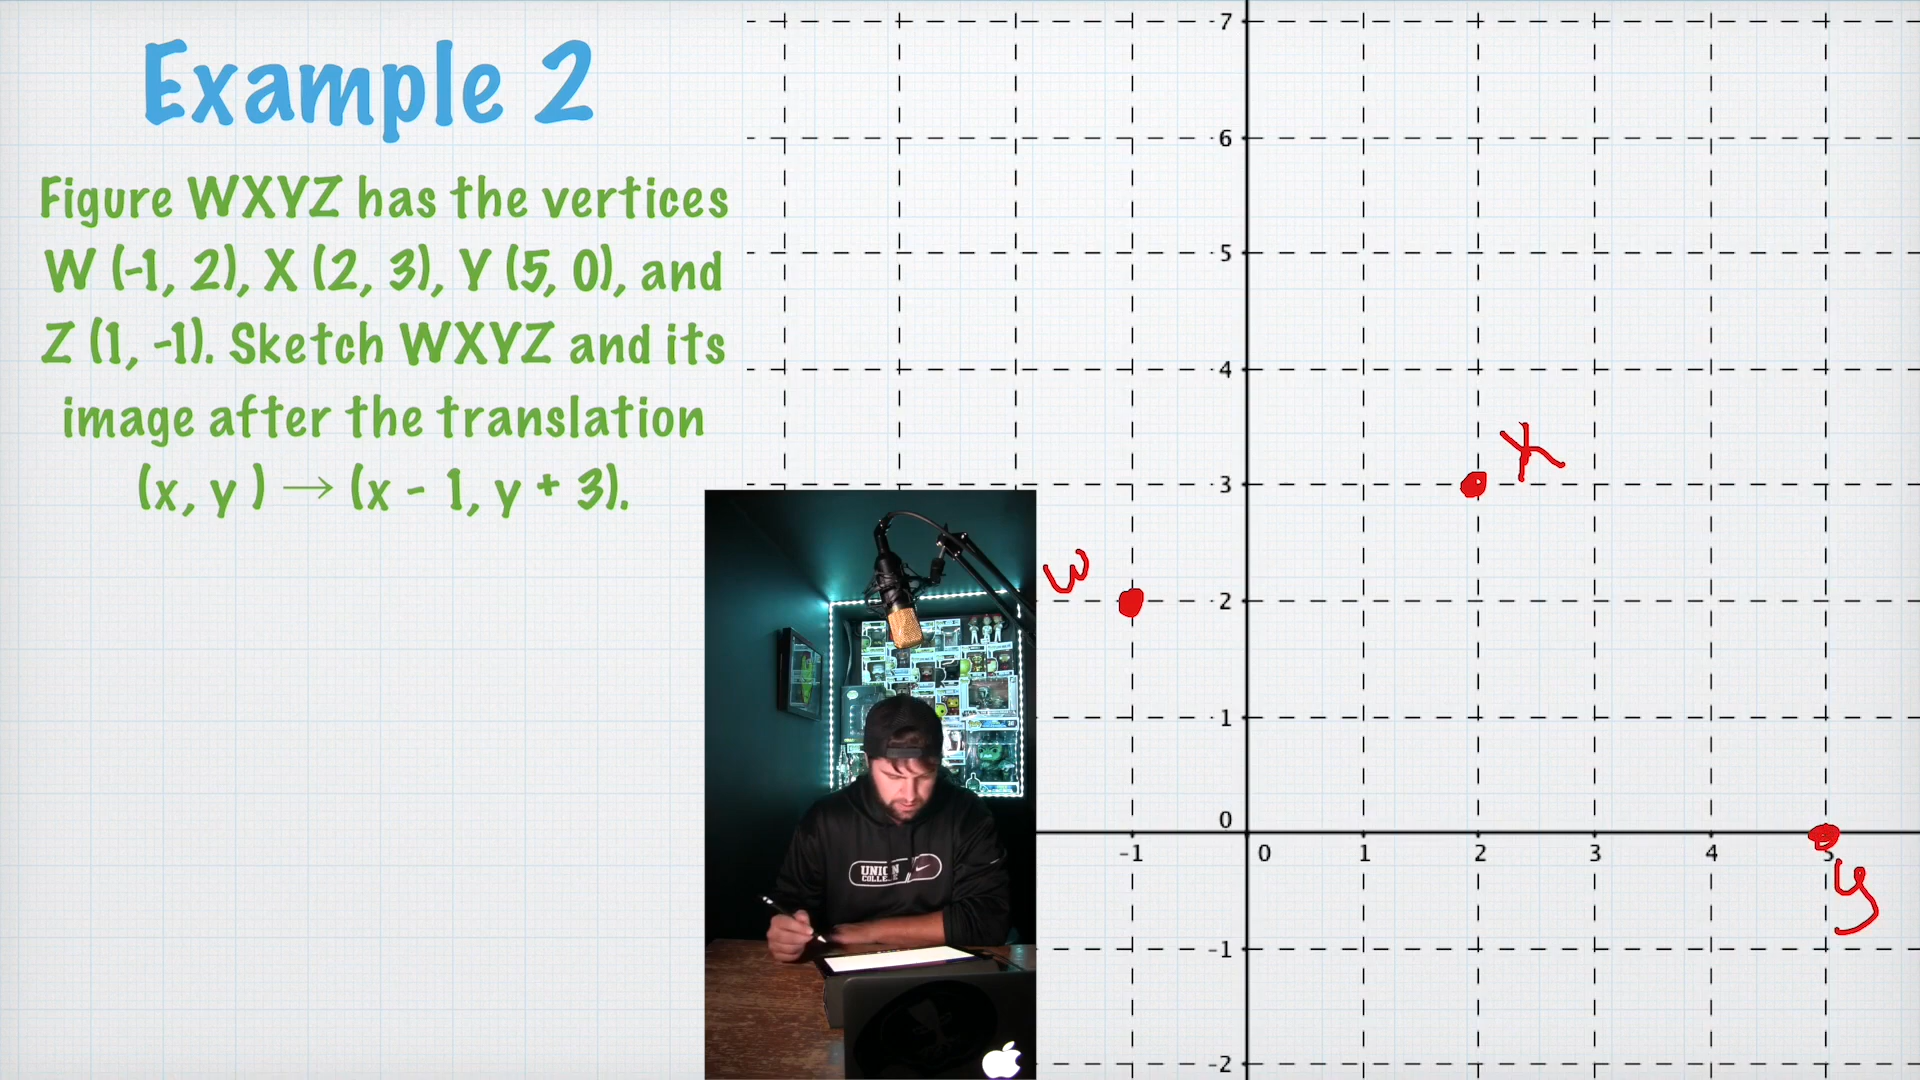 Example 2
Figure WXYZ has the vertices
W (-1, 2), X (2, 3), Y (5, 0), and
Z (1, -1). Sketch WXYZ and its
image after the translation
(x, y ) → (x - 1, y + 3).
7
6
5
4
X
3
W
2
1
0
-1 0 1 2 3 4 5
y
-1
-2
UNION
COLLEGE